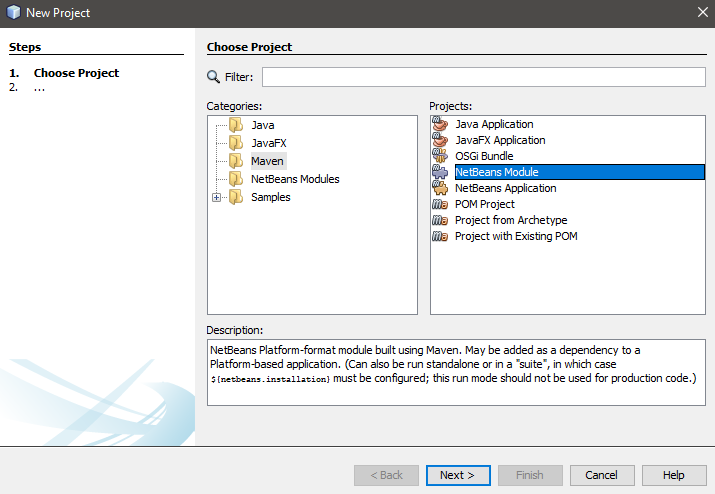 New Project
Steps
1. Choose Project
2. ...
Choose Project
Filter:
Categories:
Java
JavaFX
Maven
NetBeans Modules
Samples
Projects:
Java Application
JavaFX Application
OSGi Bundle
NetBeans Module
NetBeans Application
POM Project
Project from Archetype
Project with Existing POM
Description:
NetBeans Platform-format module built using Maven. May be added as a dependency to a
Platform-based application. (Can also be run standalone or in a "suite", in which case
${netbeans.installation} must be configured; this run mode should not be used for production code.)
< Back
Next >
Finish
Cancel
Help